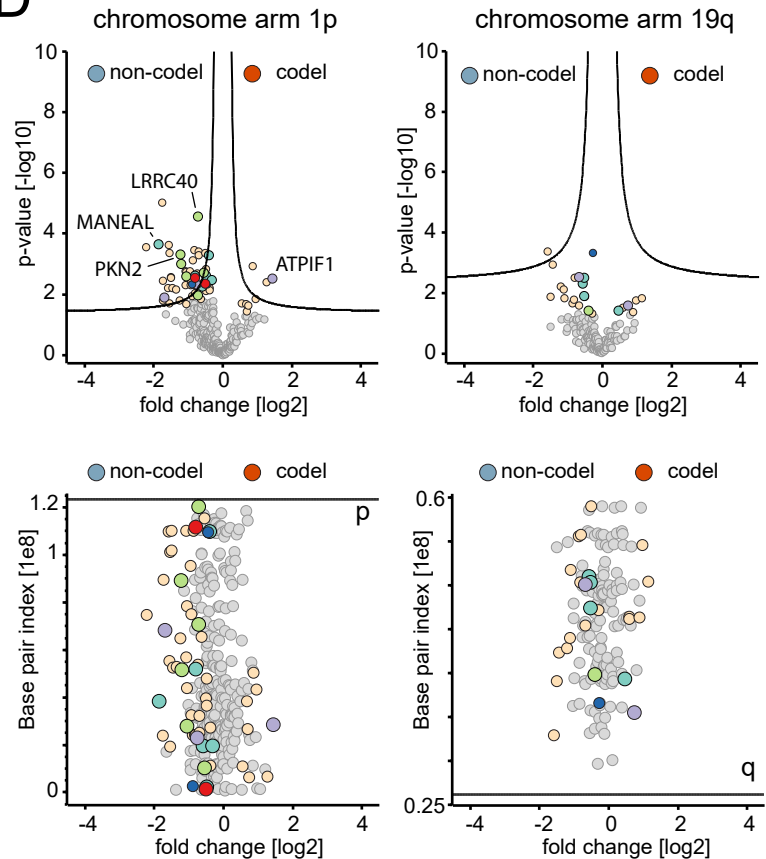 D
chromosome arm 1p
chromosome arm 19q
10
non-codel
codel
8
6
4
2
0
p-value [-log10]
LRRC40
MANEAL
PKN2
ATPIF1
-4
-2
0
2
4
fold change [log2]
10
non-codel
codel
8
6
4
2
0
p-value [-log10]
-4
-2
0
2
4
fold change [log2]
non-codel
codel
1.2
1
0
p
Base pair index [1e8]
-4
-2
0
2
4
fold change [log2]
non-codel
codel
0.6
0.25
q
Base pair index [1e8]
-4
-2
0
2
4
fold change [log2]